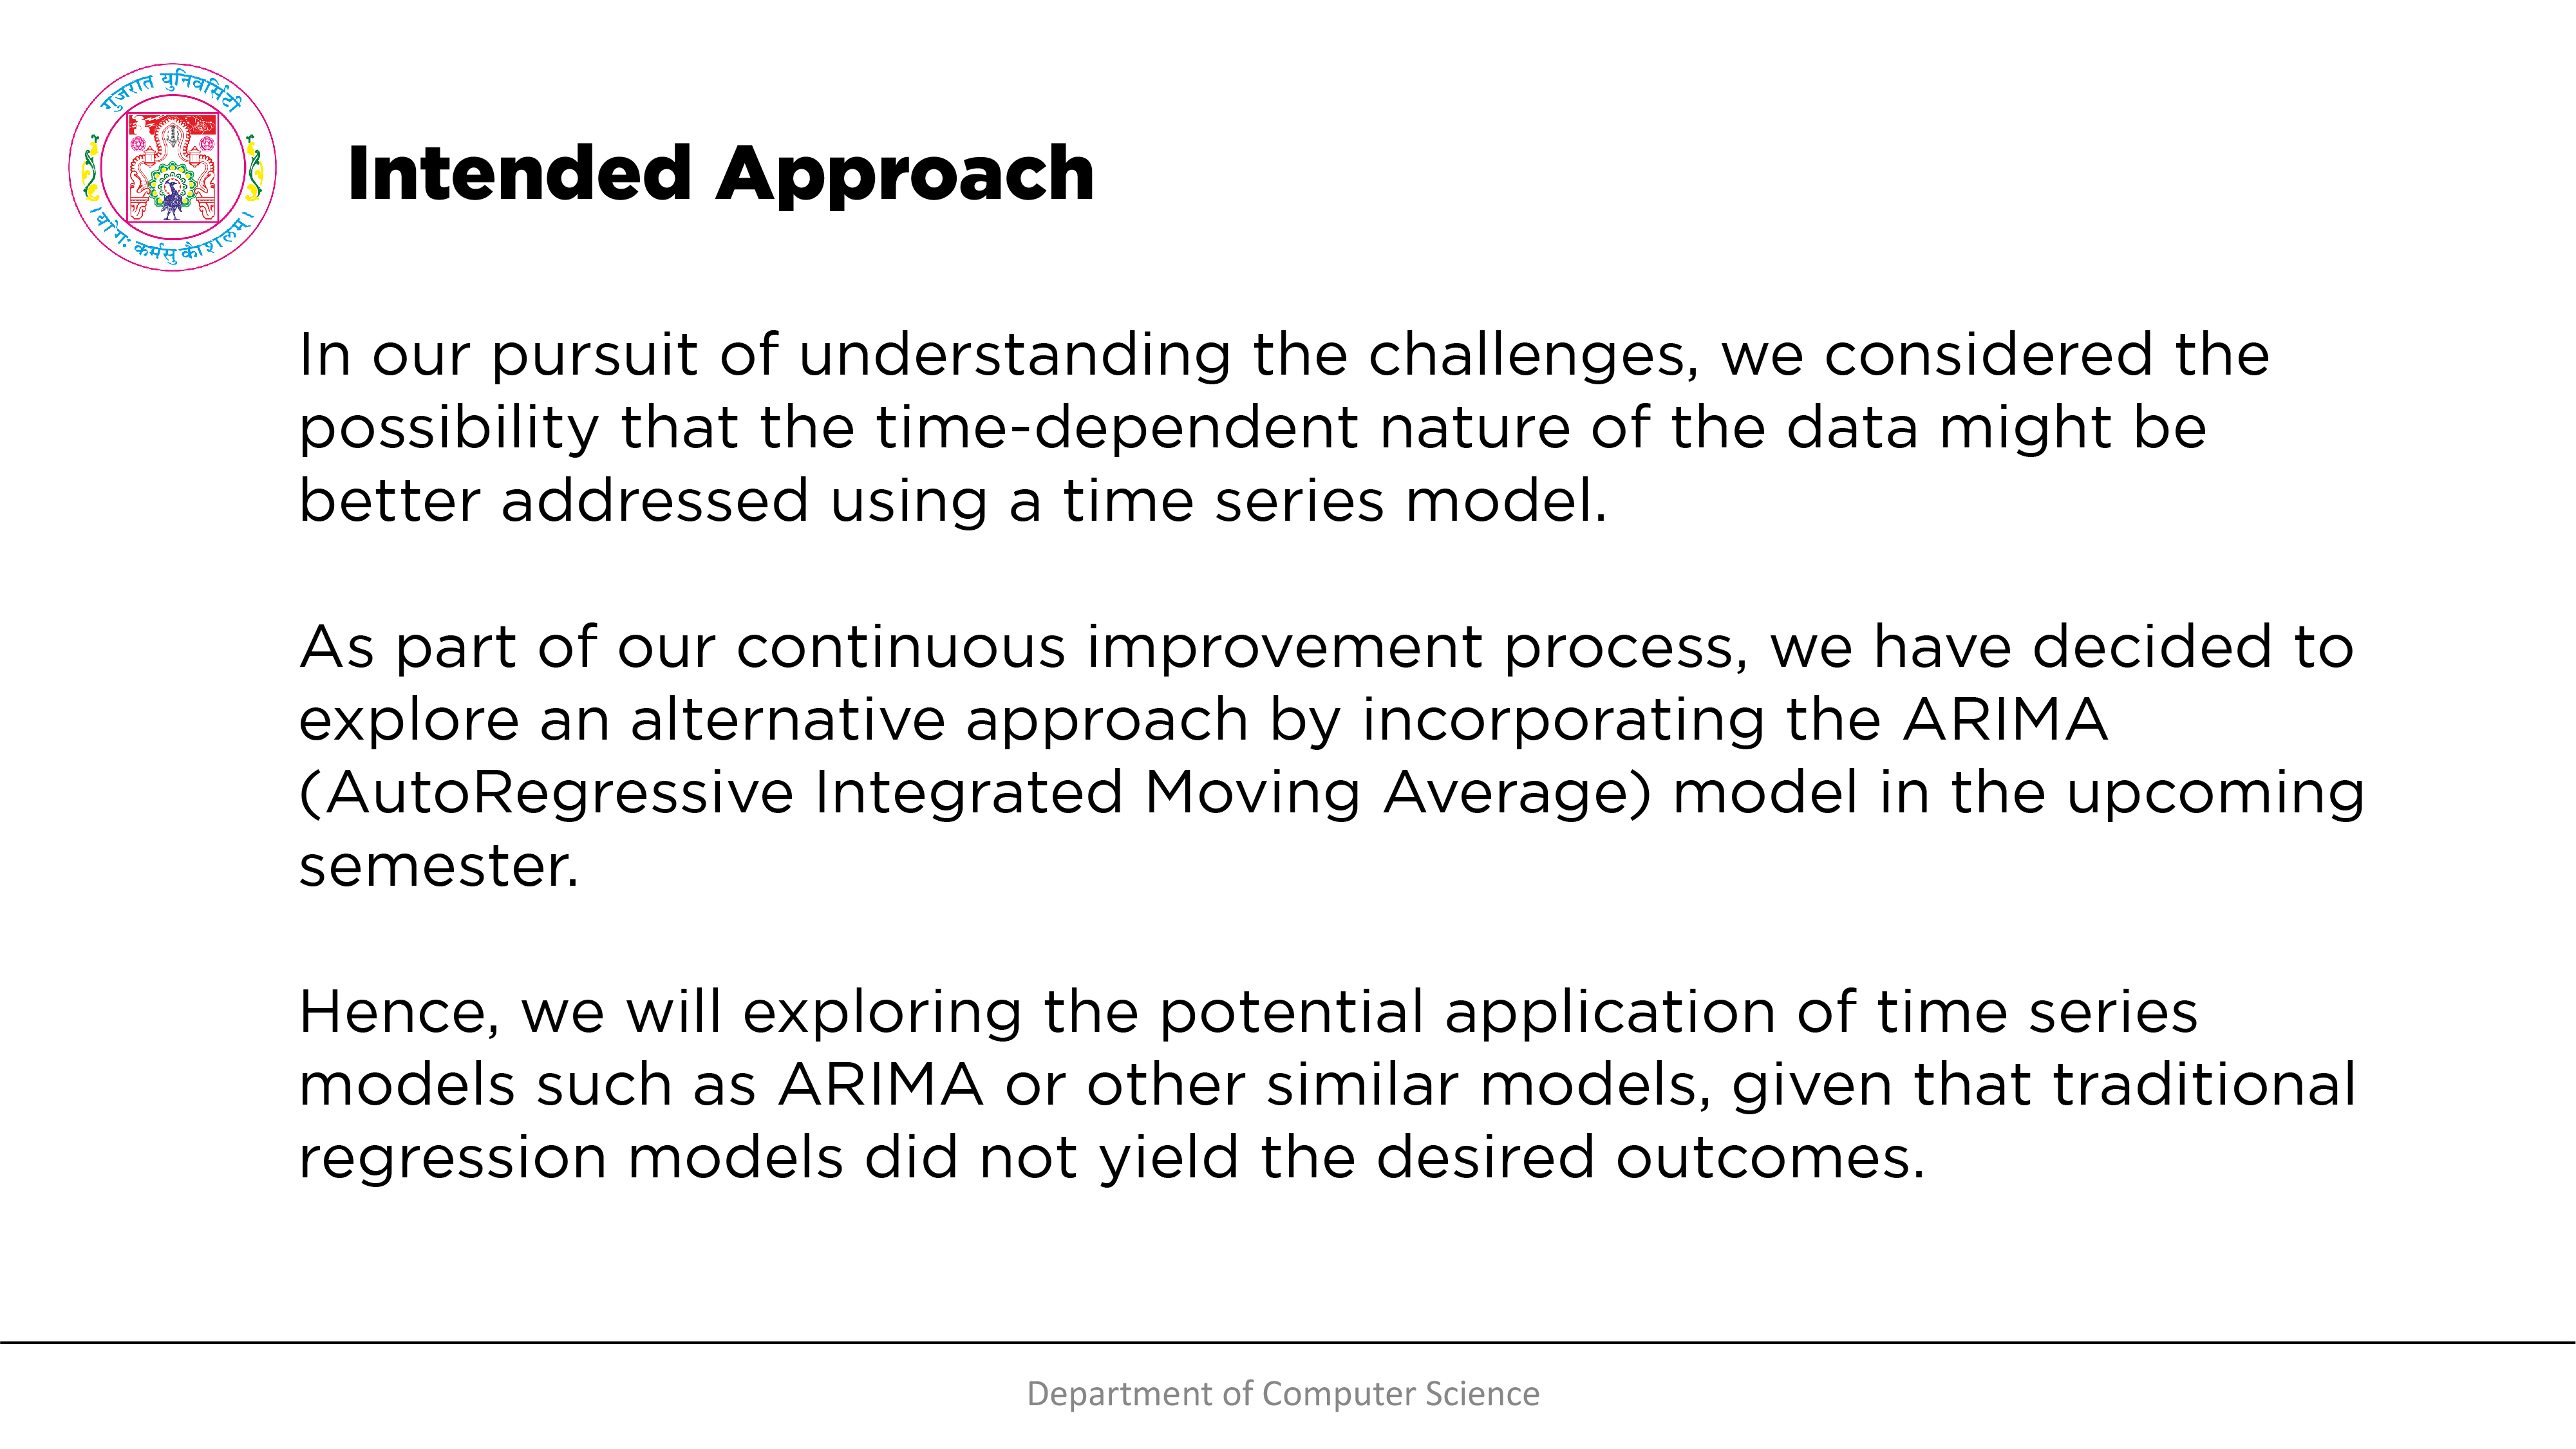 गुजरात युनिवर्सिटी
। योगः कर्मसु कौशलम् ।
Intended Approach
In our pursuit of understanding the challenges, we considered the
possibility that the time-dependent nature of the data might be
better addressed using a time series model.
As part of our continuous improvement process, we have decided to
explore an alternative approach by incorporating the ARIMA
(AutoRegressive Integrated Moving Average) model in the upcoming
semester.
Hence, we will exploring the potential application of time series
models such as ARIMA or other similar models, given that traditional
regression models did not yield the desired outcomes.
Department of Computer Science